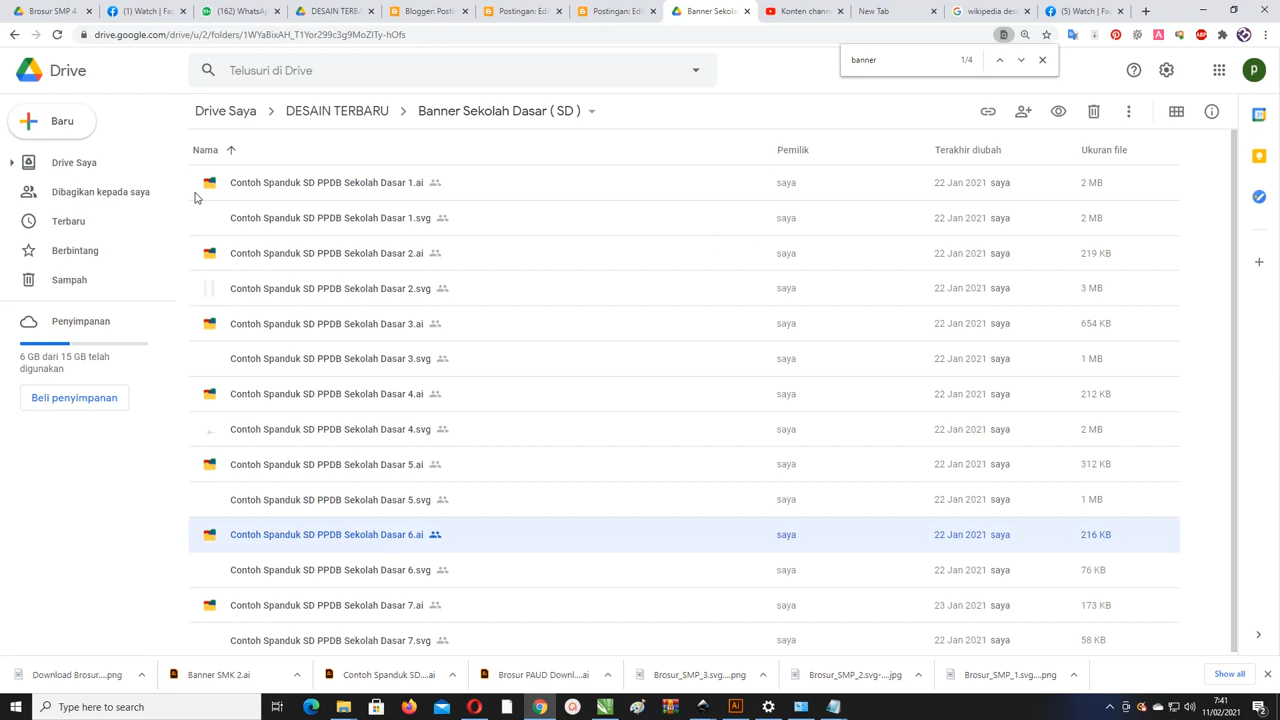 Brosur SMP 4
(1) Watch | Fac
(162) WhatsA
DESAIN TERBA
Blogger: Post
Postingan: Edi
Postingan: Edi
Banner Sekolah
Konten chann
New Tab
wikipedia desa
(5) Watch | Fa
drive.google.com/drive/u/2/folders/1WYaBixAH_T1Yor299c3g9MoZlTy-hOfs
banner 1/4
Drive
Telusuri di Drive
p
Drive Saya > DESAIN TERBARU > Banner Sekolah Dasar ( SD )
Baru
Drive Saya
Dibagikan kepada saya
Terbaru
Berbintang
Sampah
Penyimpanan
6 GB dari 15 GB telah
digunakan
Beli penyimpanan
Nama Pemilik Terakhir diubah Ukuran file
Contoh Spanduk SD PPDB Sekolah Dasar 1.ai saya 22 Jan 2021 saya 2 MB
Contoh Spanduk SD PPDB Sekolah Dasar 1.svg saya 22 Jan 2021 saya 2 MB
Contoh Spanduk SD PPDB Sekolah Dasar 2.ai saya 22 Jan 2021 saya 219 KB
Contoh Spanduk SD PPDB Sekolah Dasar 2.svg saya 22 Jan 2021 saya 3 MB
Contoh Spanduk SD PPDB Sekolah Dasar 3.ai saya 22 Jan 2021 saya 654 KB
Contoh Spanduk SD PPDB Sekolah Dasar 3.svg saya 22 Jan 2021 saya 1 MB
Contoh Spanduk SD PPDB Sekolah Dasar 4.ai saya 22 Jan 2021 saya 212 KB
Contoh Spanduk SD PPDB Sekolah Dasar 4.svg saya 22 Jan 2021 saya 2 MB
Contoh Spanduk SD PPDB Sekolah Dasar 5.ai saya 22 Jan 2021 saya 312 KB
Contoh Spanduk SD PPDB Sekolah Dasar 5.svg saya 22 Jan 2021 saya 1 MB
Contoh Spanduk SD PPDB Sekolah Dasar 6.ai saya 22 Jan 2021 saya 216 KB
Contoh Spanduk SD PPDB Sekolah Dasar 6.svg saya 22 Jan 2021 saya 76 KB
Contoh Spanduk SD PPDB Sekolah Dasar 7.ai saya 23 Jan 2021 saya 173 KB
Contoh Spanduk SD PPDB Sekolah Dasar 7.svg saya 22 Jan 2021 saya 58 KB
Download Brosur....png
Banner SMK 2.ai
Contoh Spanduk SD....ai
Brosur PAUD Downl....ai
Brosur_SMP_3.svg....png
Brosur_SMP_2.svg-...jpg
Brosur_SMP_1.svg....png
Show all
Type here to search
7:41
11/02/2021